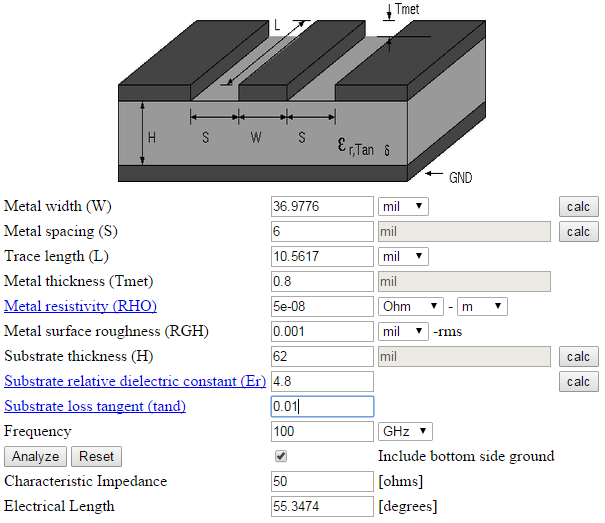 Tmet
L
H S W S εr,Tan δ
GND
Metal width (W) 36.9776 mil calc
Metal spacing (S) 6 mil calc
Trace length (L) 10.5617 mil
Metal thickness (Tmet) 0.8 mil
Metal resistivity (RHO) 5e-08 Ohm - m
Metal surface roughness (RGH) 0.001 mil -rms
Substrate thickness (H) 62 mil calc
Substrate relative dielectric constant (Er) 4.8 calc
Substrate loss tangent (tand) 0.01
Frequency 100 GHz
Analyze Reset Include bottom side ground
Characteristic Impedance 50 [ohms]
Electrical Length 55.3474 [degrees]